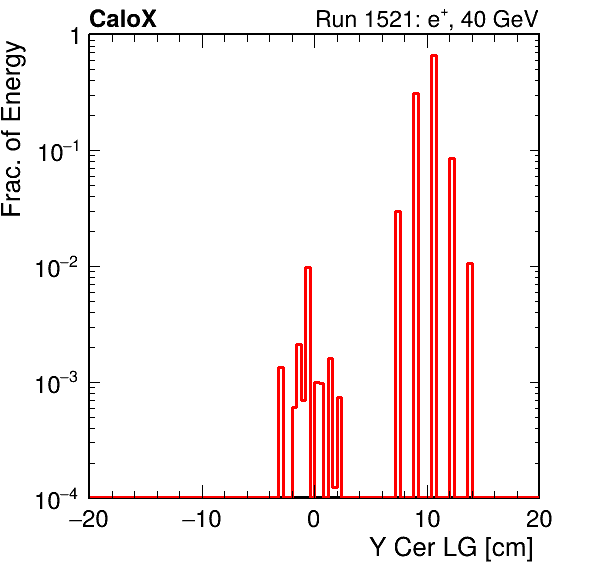 CaloX Run 1521: e⁺, 40 GeV
Frac. of Energy
1
10⁻¹
10⁻²
10⁻³
10⁻⁴
−20 −10 0 10 20
Y Cer LG [cm]